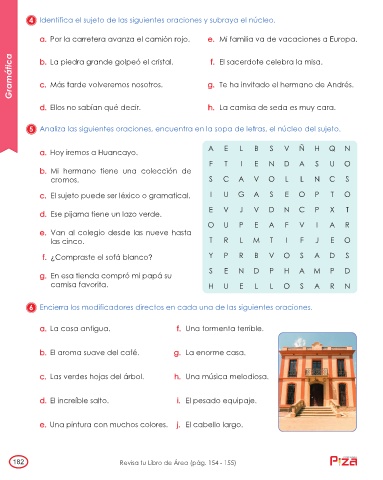 Gramática
4 Identifica el sujeto de las siguientes oraciones y subraya el núcleo.
a. Por la carretera avanza el camión rojo.
b. La piedra grande golpeó el cristal.
c. Más tarde volveremos nosotros.
d. Ellos no sabían qué decir.
e. Mi familia va de vacaciones a Europa.
f. El sacerdote celebra la misa.
g. Te ha invitado el hermano de Andrés.
h. La camisa de seda es muy cara.
5 Analiza las siguientes oraciones, encuentra en la sopa de letras, el núcleo del sujeto.
a. Hoy iremos a Huancayo.
b. Mi hermano tiene una colección de
cromos.
c. El sujeto puede ser léxico o gramatical.
d. Ese pijama tiene un lazo verde.
e. Van al colegio desde las nueve hasta
las cinco.
f. ¿Compraste el sofá blanco?
g. En esa tienda compró mi papá su
camisa favorita.
A E L B S V Ñ H Q N
F T I E N D A S U O
S C A V O L L N C S
I U G A S E O P T O
E V J V D N C P X T
O U P E A F V I A R
T R L M T I F J E O
Y P R B V O S A D S
S E N D P H A M P D
H U E L L O S A R N
6 Encierra los modificadores directos en cada una de las siguientes oraciones.
a. La casa antigua.
b. El aroma suave del café.
c. Las verdes hojas del árbol.
d. El increíble salto.
e. Una pintura con muchos colores.
f. Una tormenta terrible.
g. La enorme casa.
h. Una música melodiosa.
i. El pesado equipaje.
j. El cabello largo.
182
Revisa tu Libro de Área (pág. 154 - 155)